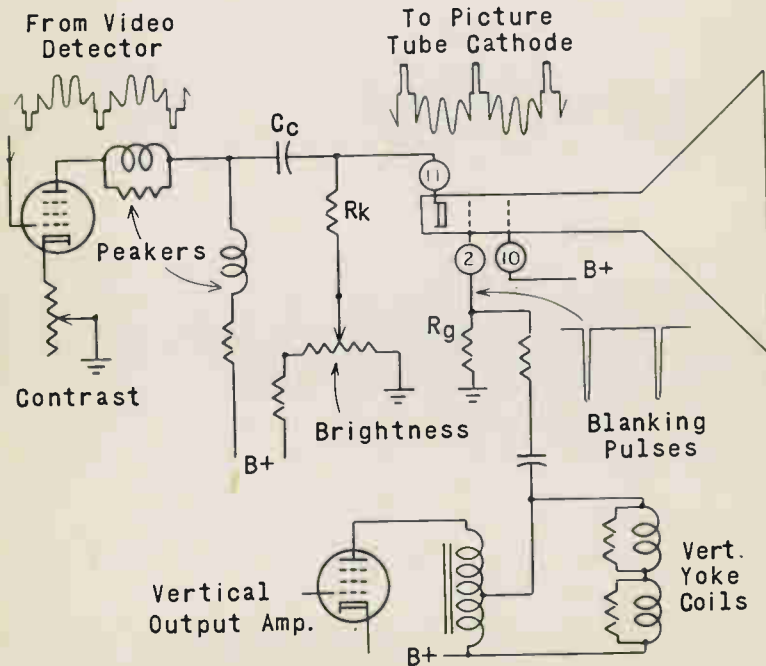 From Video
Detector
To Picture
Tube Cathode
Cc
11
Rk
Peakers
2
10
B+
Rg
Contrast
Brightness
Blanking
Pulses
B+
Vertical
Output Amp.
Vert.
Yoke
Coils
B+